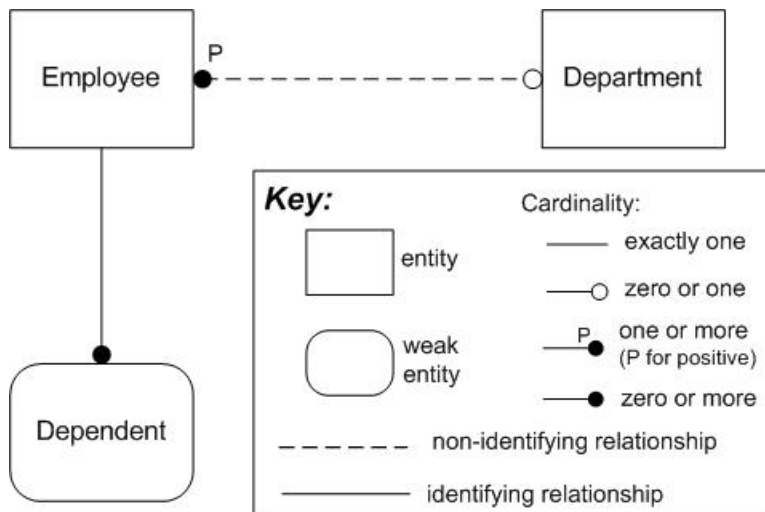 P
Employee
Department
Key:
Cardinality:
entity
exactly one
zero or one
weak
entity
P
one or more
(P for positive)
zero or more
Dependent
non-identifying relationship
identifying relationship